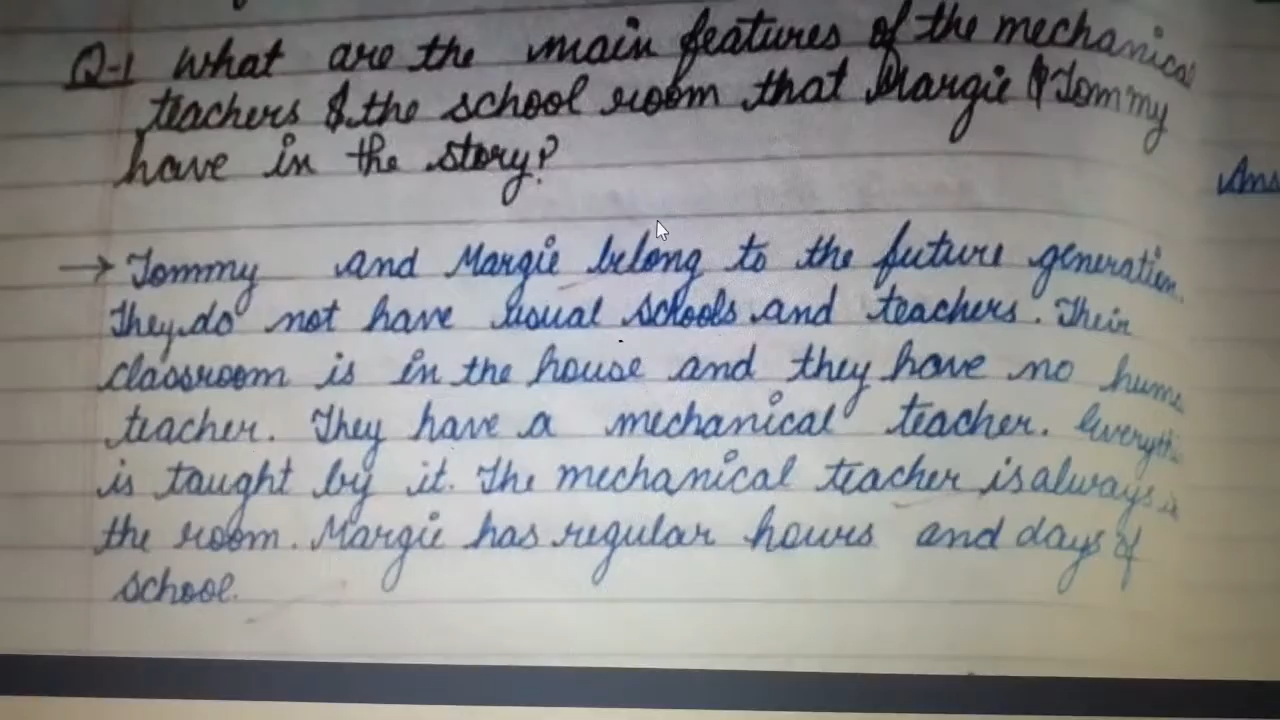 Q-1 What are the main features of the mechanical
teachers & the school room that Margie & Tommy
have in the story?
Ans
→ Tommy and Margie belong to the future generation.
They do not have usual schools and teachers. Their
classroom is in the house and they have no
teacher. They have a mechanical teacher.
is taught by it. The mechanical teacher is always
the room. Margie has regular hours and days of
school.